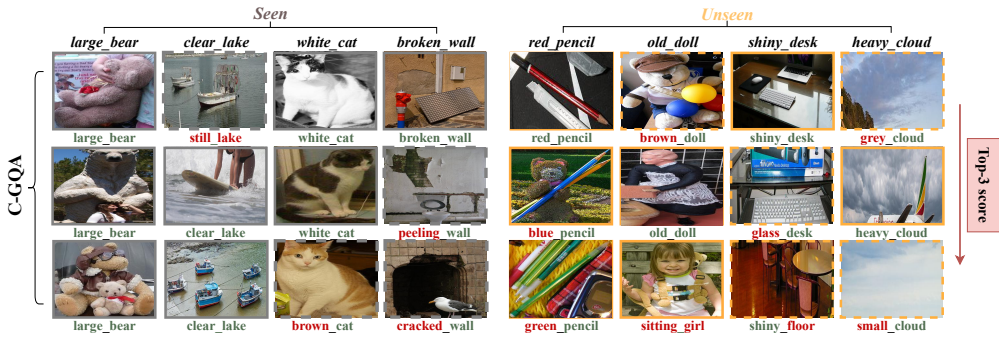 Seen
Unseen
large_bear clear_lake white_cat broken_wall red_pencil old_doll shiny_desk heavy_cloud
C-GQA
large_bear still_lake white_cat broken_wall red_pencil brown_doll shiny_desk grey_cloud
large_bear clear_lake white_cat peeling_wall blue_pencil old_doll glass_desk heavy_cloud
large_bear clear_lake brown_cat cracked_wall green_pencil sitting_girl shiny_floor small_cloud
Top-3 score